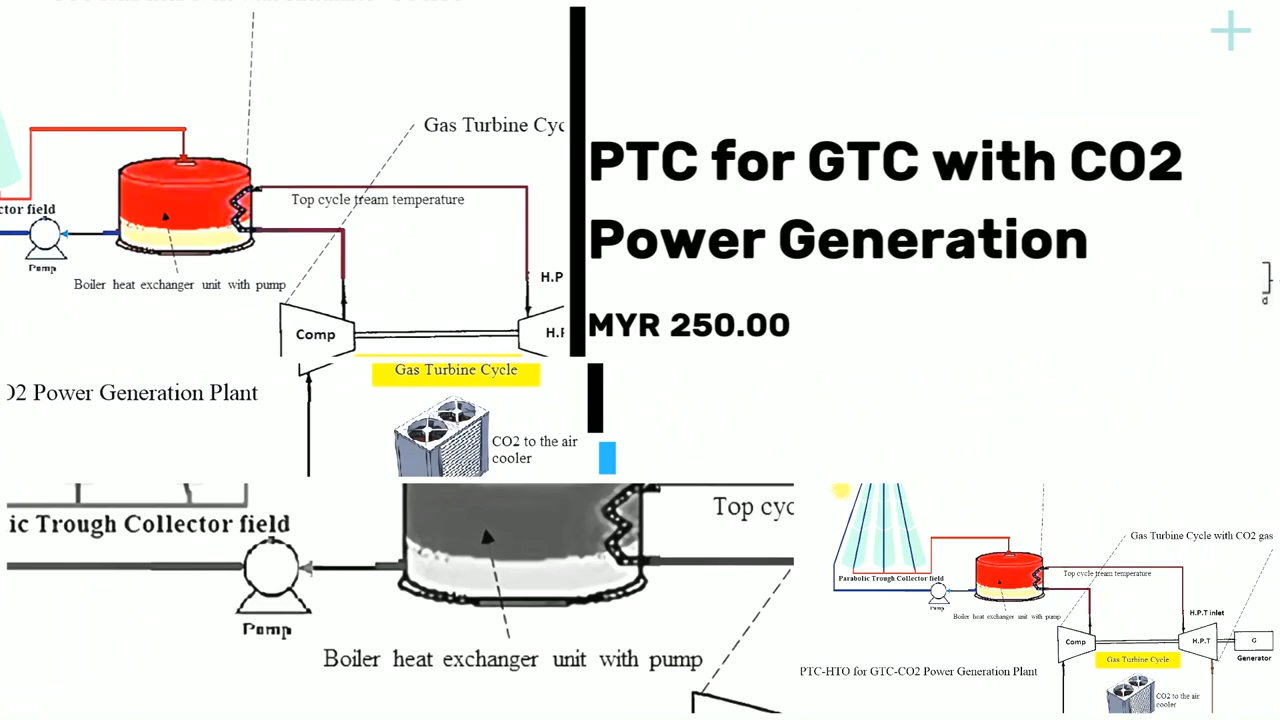 Gas Turbine Cyc
Top cycle tream temperature
ctor field
Pump
Boiler heat exchanger unit with pump
H.P
Comp
H.P
PTC for GTC with CO2
Power Generation
MYR 250.00
Gas Turbine Cycle
O2 Power Generation Plant
CO2 to the air
cooler
ic Trough Collector field
Top cyc
Pump
Boiler heat exchanger unit with pump
Gas Turbine Cycle with CO2 gas
Parabolic Trough Collector field
Top cycle tream temperature
Pump
Boiler heat exchanger unit with pump
H.P.T inlet
Comp
H.P.T
G
Generator
Gas Turbine Cycle
PTC-HTO for GTC-CO2 Power Generation Plant
CO2 to the air
cooler